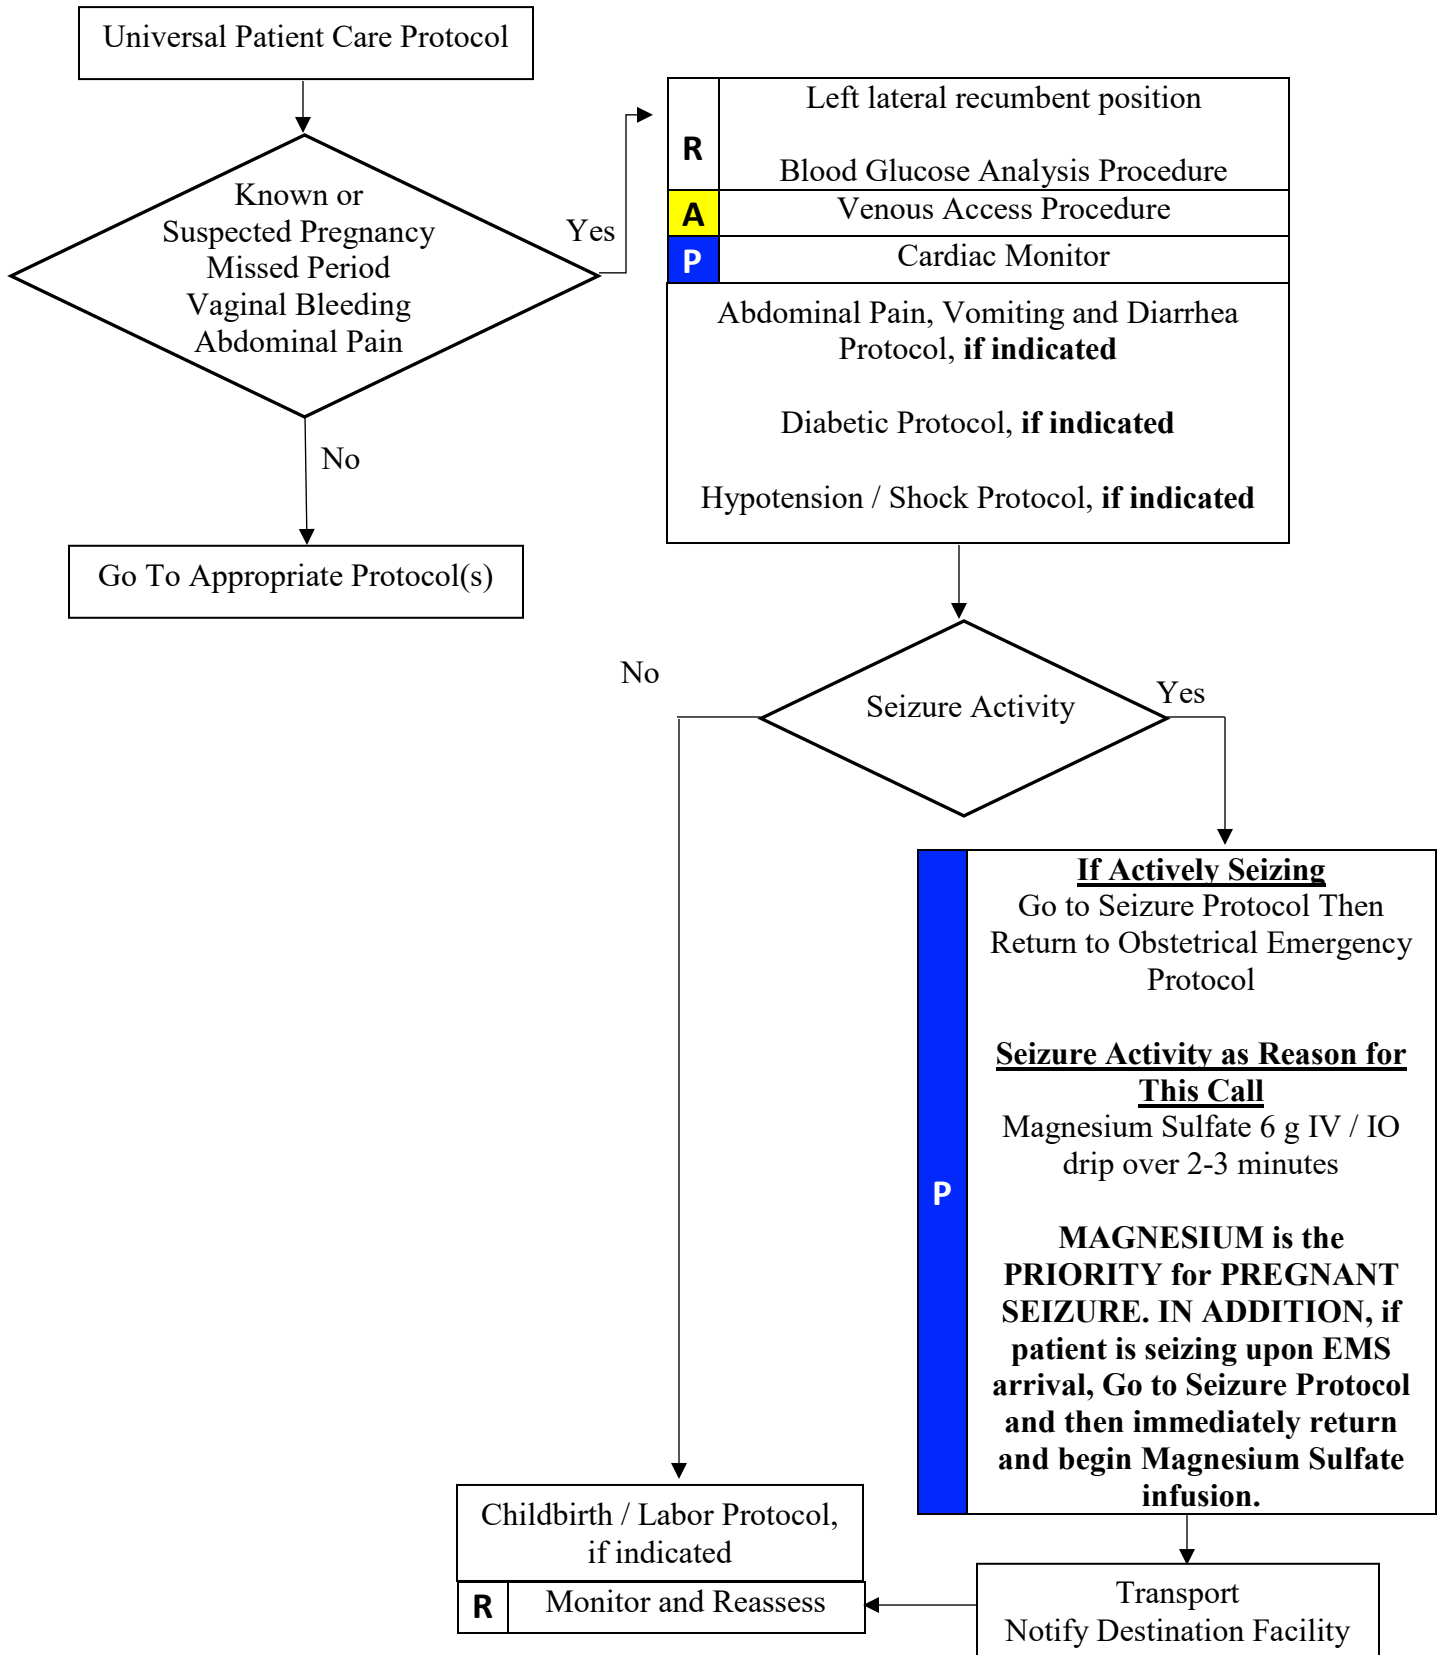 Universal Patient Care Protocol
Known or
Suspected Pregnancy
Missed Period
Vaginal Bleeding
Abdominal Pain
Yes
No
Go To Appropriate Protocol(s)
R
Left lateral recumbent position
Blood Glucose Analysis Procedure
A
Venous Access Procedure
P
Cardiac Monitor
Abdominal Pain, Vomiting and Diarrhea
Protocol, if indicated
Diabetic Protocol, if indicated
Hypotension / Shock Protocol, if indicated
No
Seizure Activity
Yes
P
If Actively Seizing
Go to Seizure Protocol Then
Return to Obstetrical Emergency
Protocol
Seizure Activity as Reason for
This Call
Magnesium Sulfate 6 g IV / IO
drip over 2-3 minutes
MAGNESIUM is the
PRIORITY for PREGNANT
SEIZURE. IN ADDITION, if
patient is seizing upon EMS
arrival, Go to Seizure Protocol
and then immediately return
and begin Magnesium Sulfate
infusion.
Childbirth / Labor Protocol,
if indicated
R
Monitor and Reassess
Transport
Notify Destination Facility